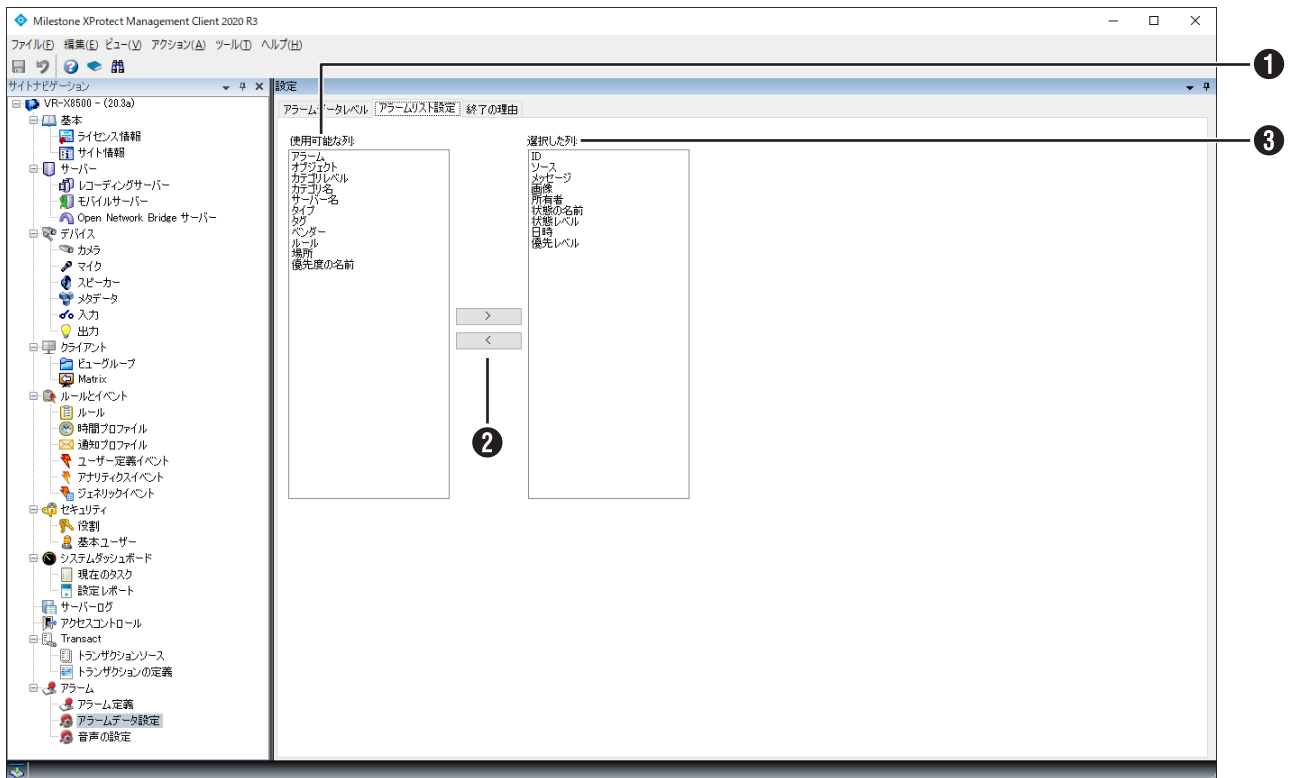 Milestone XProtect Management Client 2020 R3
ファイル(F) 編集(E) ビュー(V) アクション(A) ツール(T) ヘルプ(H)
サイトナビゲーション
VR-X8500 - (20.3a)
基本
ライセンス情報
サイト情報
サーバー
レコーディングサーバー
モバイルサーバー
Open Network Bridge サーバー
デバイス
カメラ
マイク
スピーカー
メタデータ
入力
出力
クライアント
ビューグループ
Matrix
ルールとイベント
ルール
時間プロファイル
通知プロファイル
ユーザー定義イベント
アナリティクスイベント
ジェネリックイベント
セキュリティ
役割
基本ユーザー
システムダッシュボード
現在のタスク
設定レポート
サーバーログ
アクセスコントロール
Transact
トランザクションソース
トランザクションの定義
アラーム
アラーム定義
アラームデータ設定
音声の設定
設定
アラームデータレベル アラームリスト設定 終了の理由
使用可能な列:
アラーム
オブジェクト
カテゴリレベル
カテゴリ名
サーバー名
タイプ
タグ
ベンダー
ルール
場所
優先度の名前
>
<
選択した列:
ID
ソース
メッセージ
画像
所有者
状態の名前
状態レベル
日時
優先レベル
1
2
3